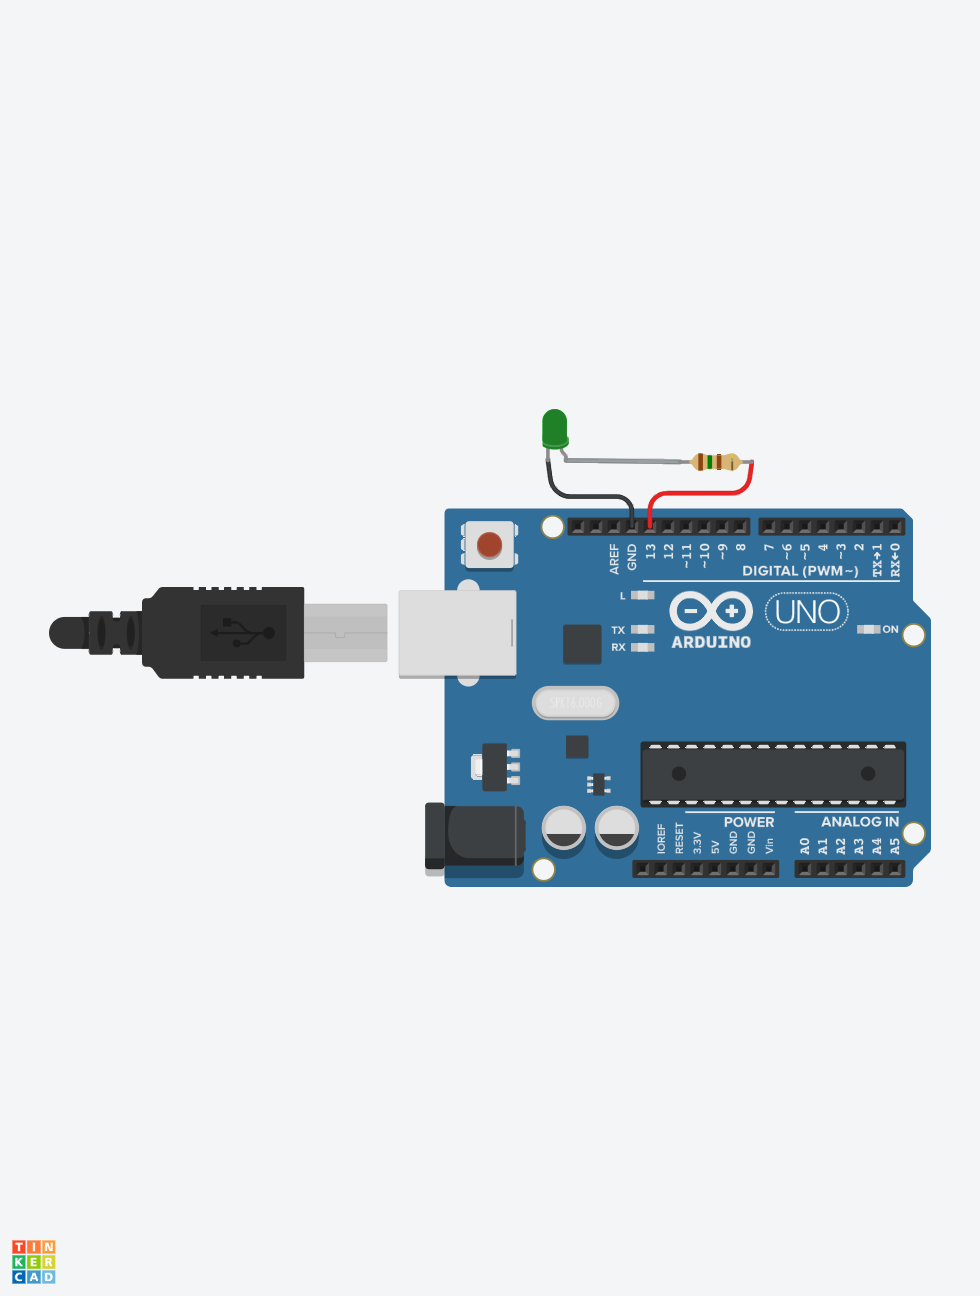 AREF
GND
13
12
~11
~10
~9
8
7
~6
~5
4
~3
2
TX→1
RX←0
DIGITAL (PWM~)
L
TX
RX
ARDUINO
UNO
ON
POWER
ANALOG IN
IOREF
RESET
3.3V
5V
GND
GND
Vin
A0
A1
A2
A3
A4
A5
TIN
KER
CAD